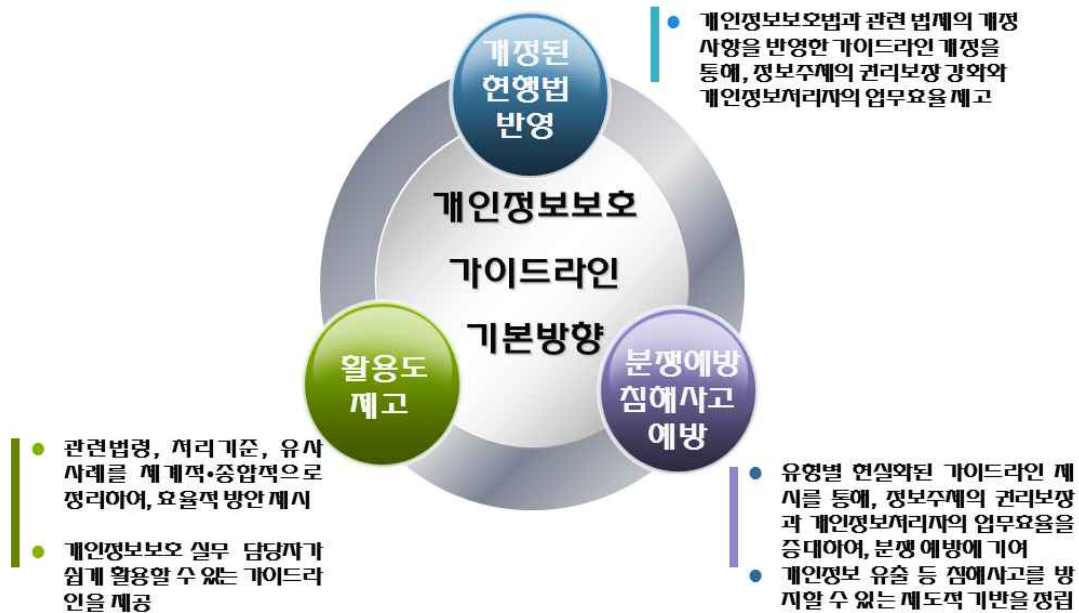 개정된
현행법
반영
● 개인정보보호법과 관련 법제의 개정
사항을 반영한 가이드라인 개정을
통해, 정보주체의 권리보장 강화와
개인정보처리자의 업무효율 제고
개인정보보호
가이드라인
기본방향
활용도
제고
분쟁예방
침해사고
예방
● 관련법령, 처리기준, 유사
사례를 체계적•종합적으로
정리하여, 효율적 방안 제시
● 개인정보보호 실무 담당자가
쉽게 활용할 수 있는 가이드라
인을 제공
● 유형별 현실화된 가이드라인 제
시를 통해, 정보주체의 권리보장
과 개인정보처리자의 업무효율을
증대하여, 분쟁 예방에 기여
● 개인정보 유출 등 침해사고를 방
지할 수 있는 제도적 기반을 정립